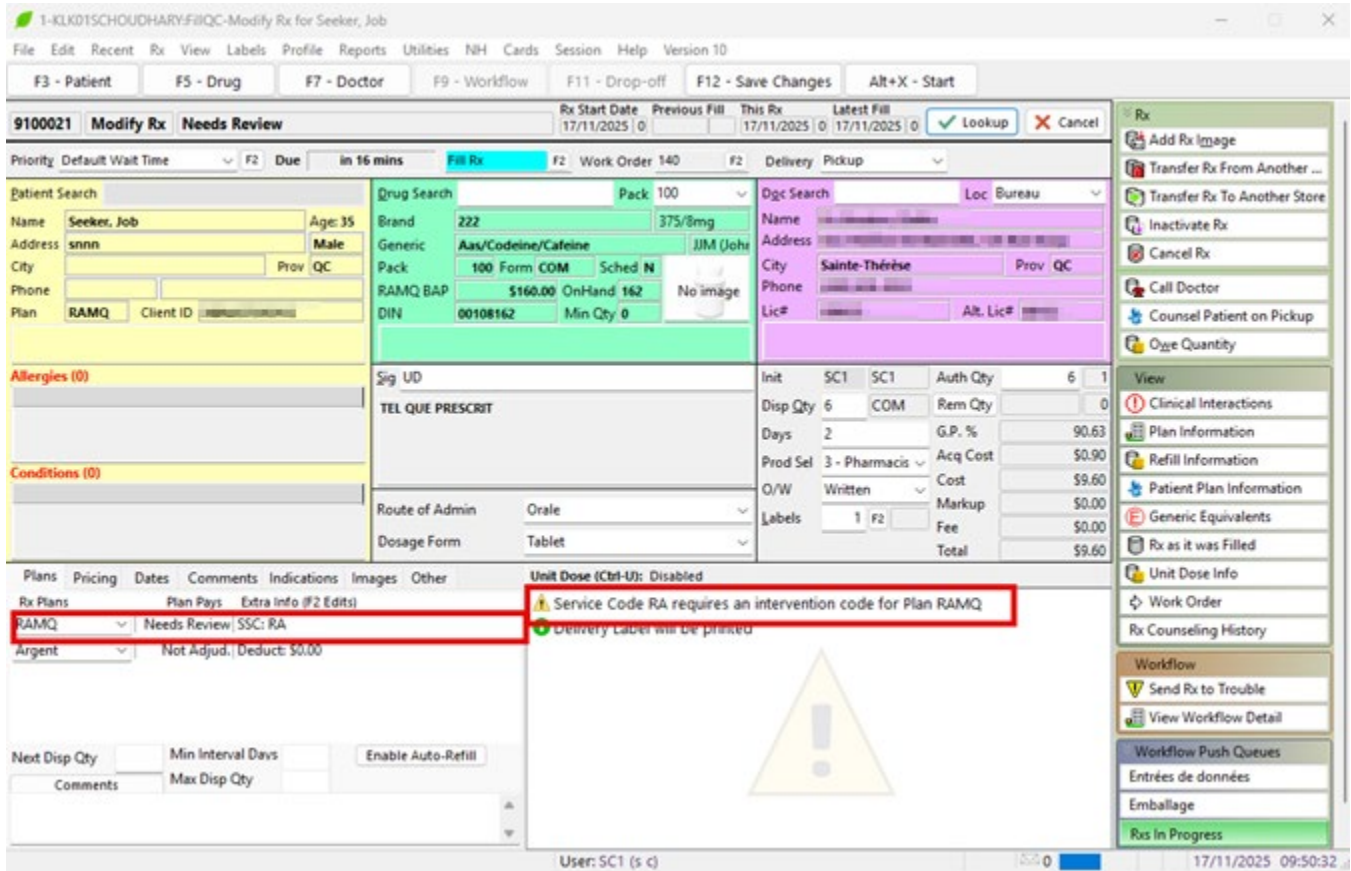 1-KLK01SCHOUDHARY:FillQC-Modify Rx for Seeker, Job
File Edit Recent Rx View Labels Profile Reports Utilities NH Cards Session Help Version 10
F3 - Patient F5 - Drug F7 - Doctor F9 - Workflow F11 - Drop-off F12 - Save Changes Alt+X - Start
Rx Start Date Previous Fill This Rx Latest Fill
9100021 Modify Rx Needs Review 17/11/2025 0 17/11/2025 0 17/11/2025 0 Lookup Cancel
Priority Default Wait Time F2 Due in 16 mins Fill Rx F2 Work Order 140 F2 Delivery Pickup
Patient Search
Name Seeker, Job Age: 35
Address snnn Male
City Prov QC
Phone
Plan RAMQ Client ID
Drug Search Pack 100
Brand 222 375/8mg
Generic Aas/Codeine/Cafeine JJM (John
Pack 100 Form COM Sched N
RAMQ BAP $160.00 OnHand 162 No image
DIN 00108162 Min Qty 0
Doc Search Loc Bureau
Name
Address
City Sainte-Thérèse Prov QC
Phone
Lic# Alt. Lic#
Allergies (0)
Conditions (0)
Sig UD
TEL QUE PRESCRIT
Route of Admin Orale
Dosage Form Tablet
Init SC1 SC1 Auth Qty 6 1
Disp Qty 6 COM Rem Qty 0
Days 2 G.P. % 90.63
Prod Sel 3 - Pharmacis Acq Cost $0.90
O/W Written Cost $9.60
Markup $0.00
Labels 1 F2 Fee $0.00
Total $9.60
Plans Pricing Dates Comments Indications Images Other
Rx Plans Plan Pays Extra Info (F2 Edits)
RAMQ Needs Review SSC: RA
Argent Not Adjud. Deduct: $0.00
Next Disp Qty Min Interval Days Enable Auto-Refill
Comments Max Disp Qty
Unit Dose (Ctrl-U): Disabled
Service Code RA requires an intervention code for Plan RAMQ
Delivery Label will be printed
Rx
Add Rx Image
Transfer Rx From Another ...
Transfer Rx To Another Store
Inactivate Rx
Cancel Rx
Call Doctor
Counsel Patient on Pickup
Owe Quantity
View
Clinical Interactions
Plan Information
Refill Information
Patient Plan Information
Generic Equivalents
Rx as it was Filled
Unit Dose Info
Work Order
Rx Counseling History
Workflow
Send Rx to Trouble
View Workflow Detail
Workflow Push Queues
Entrées de données
Emballage
Rxs In Progress
User: SC1 (s c) 0 17/11/2025 09:50:32